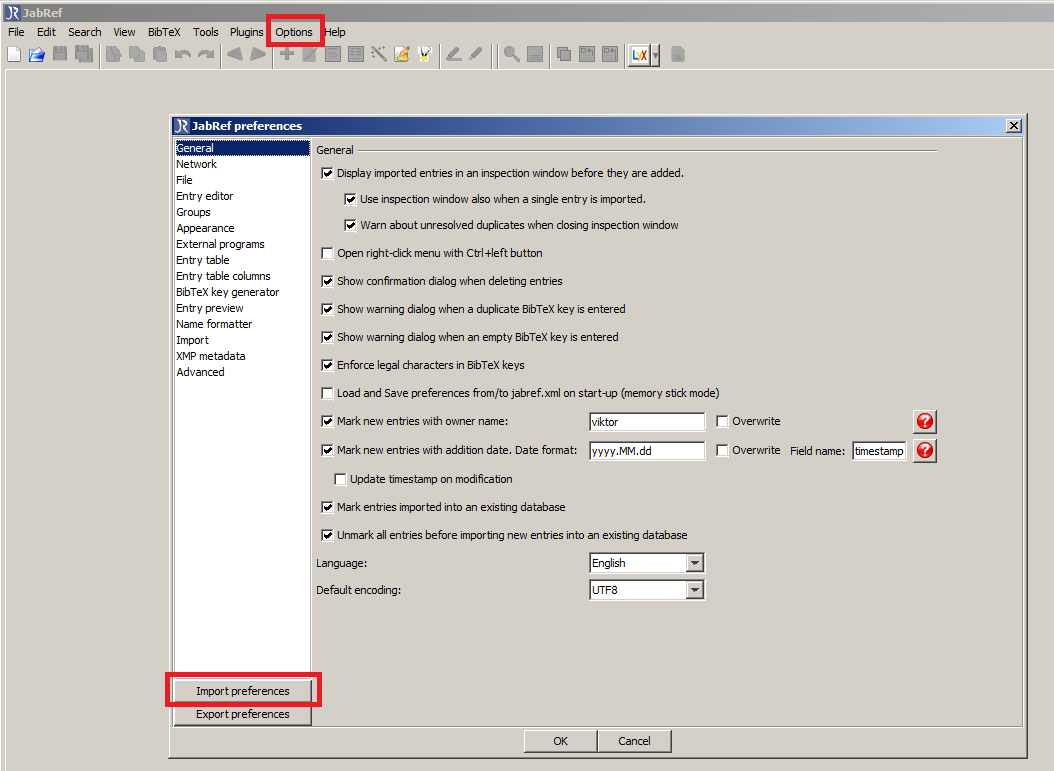 JabRef
File Edit Search View BibTeX Tools Plugins Options Help
LyX
JabRef preferences
General
Network
File
Entry editor
Groups
Appearance
External programs
Entry table
Entry table columns
BibTeX key generator
Entry preview
Name formatter
Import
XMP metadata
Advanced
Import preferences
Export preferences
General
Display imported entries in an inspection window before they are added.
Use inspection window also when a single entry is imported.
Warn about unresolved duplicates when closing inspection window
Open right-click menu with Ctrl+left button
Show confirmation dialog when deleting entries
Show warning dialog when a duplicate BibTeX key is entered
Show warning dialog when an empty BibTeX key is entered
Enforce legal characters in BibTeX keys
Load and Save preferences from/to jabref.xml on start-up (memory stick mode)
Mark new entries with owner name: viktor Overwrite ?
Mark new entries with addition date. Date format: yyyy.MM.dd Overwrite Field name: timestamp ?
Update timestamp on modification
Mark entries imported into an existing database
Unmark all entries before importing new entries into an existing database
Language: English
Default encoding: UTF8
OK Cancel